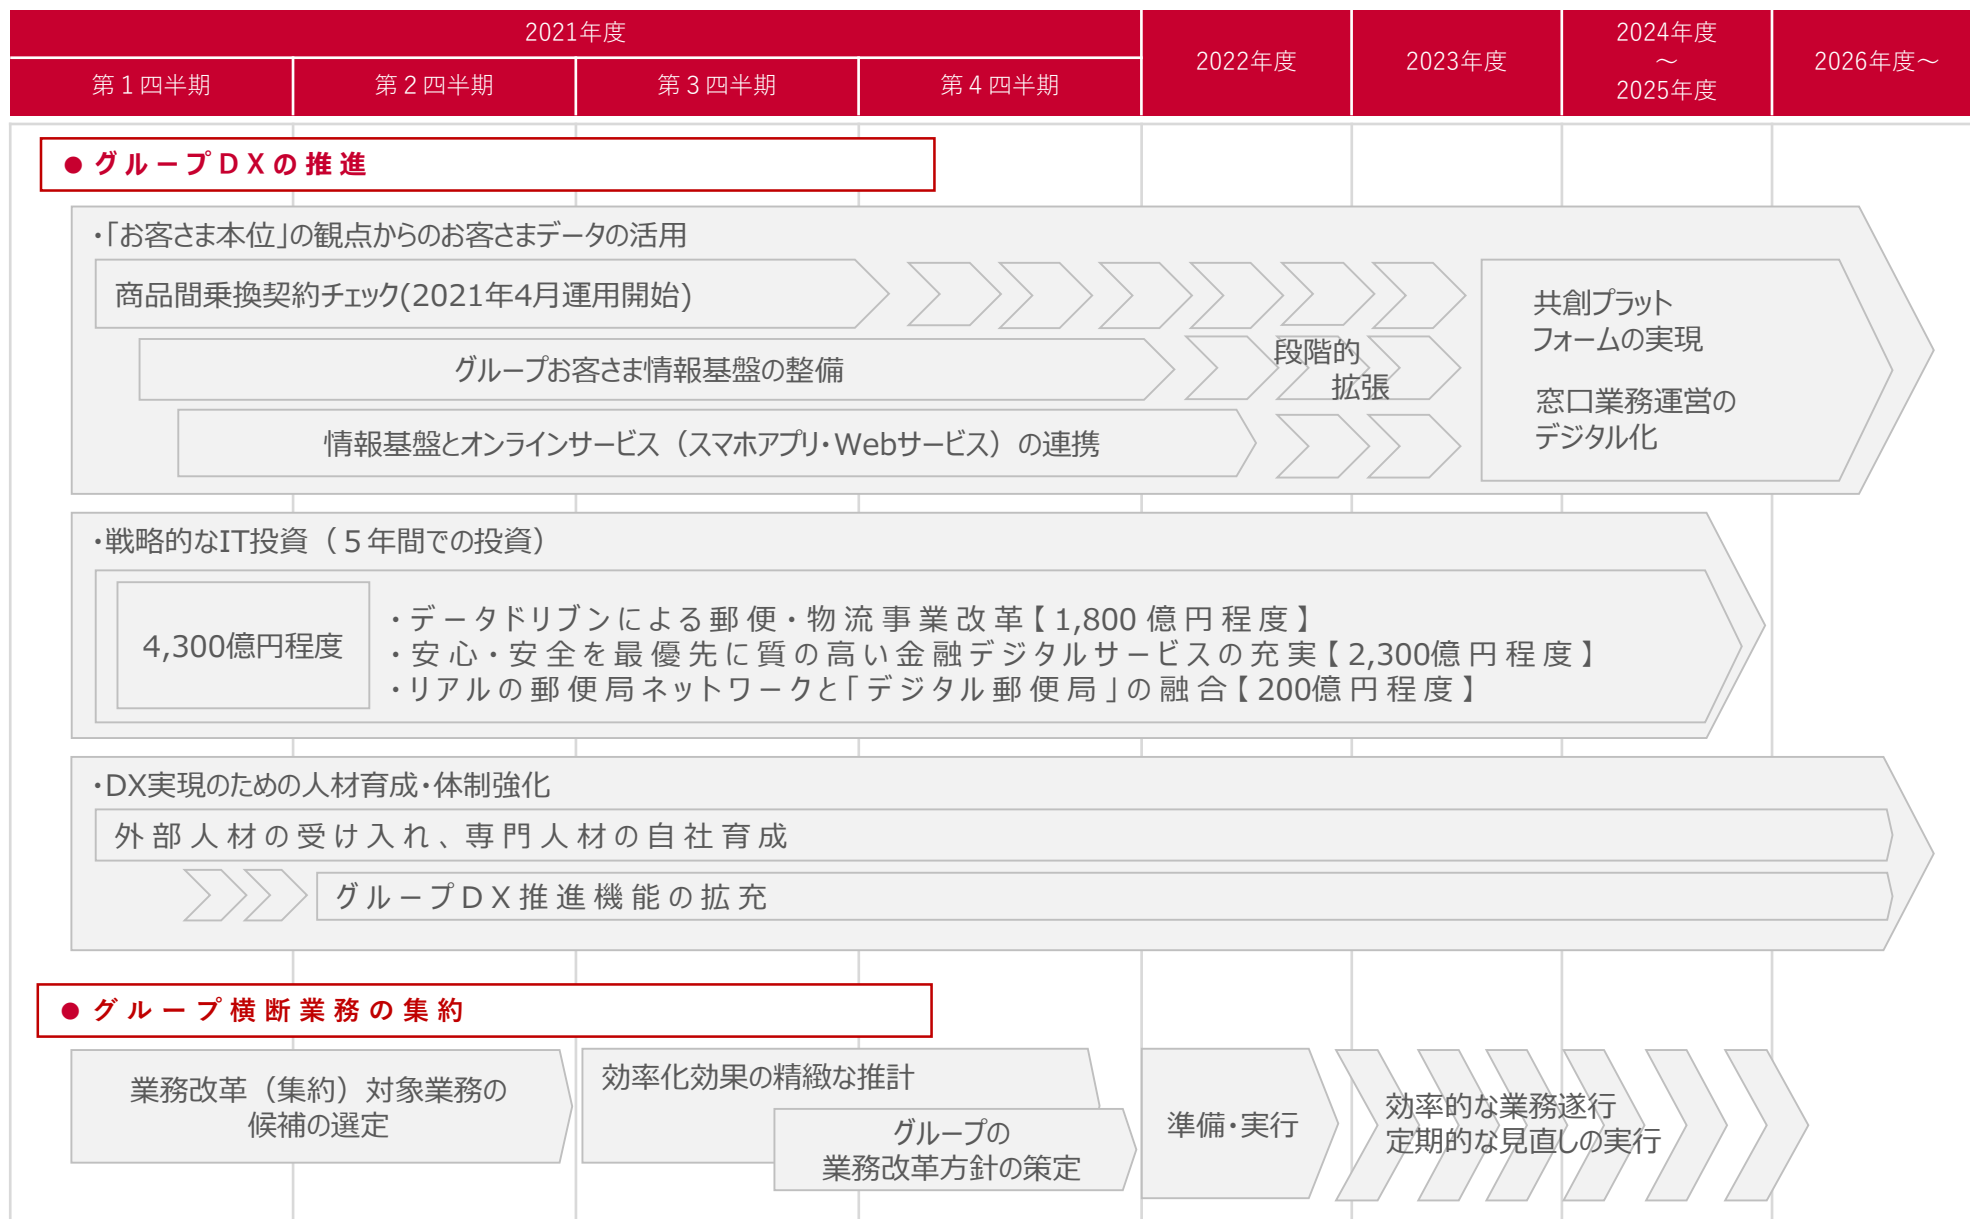 2021年度
2022年度
2023年度
2024年度
～
2025年度
2026年度～
第１四半期
第２四半期
第３四半期
第４四半期
●グループＤＸの推進
・「お客さま本位」の観点からのお客さまデータの活用
商品間乗換契約チェック(2021年4月運用開始)
グループお客さま情報基盤の整備
段階的
拡張
情報基盤とオンラインサービス（スマホアプリ・Webサービス）の連携
共創プラット
フォームの実現
窓口業務運営の
デジタル化
・戦略的なIT投資（５年間での投資）
4,300億円程度
・データドリブンによる郵便・物流事業改革【1,800億円程度】
・安心・安全を最優先に質の高い金融デジタルサービスの充実【2,300億円程度】
・リアルの郵便局ネットワークと「デジタル郵便局」の融合【200億円程度】
・DX実現のための人材育成・体制強化
外部人材の受け入れ、専門人材の自社育成
グループＤＸ推進機能の拡充
●グループ横断業務の集約
業務改革（集約）対象業務の
候補の選定
効率化効果の精緻な推計
グループの
業務改革方針の策定
準備・実行
効率的な業務遂行
定期的な見直しの実行